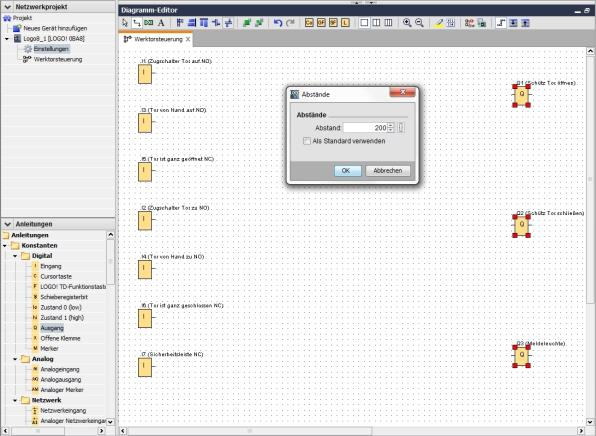 Netzwerkprojekt
Projekt
Neues Gerät hinzufügen
Logo8_1 [LOGO! 0BA8]
Einstellungen
Werktorsteuerung
Anleitungen
Anleitungen
Konstanten
Digital
I Eingang
C Cursortaste
F LOGO! TD-Funktionstast
S Schieberegisterbit
lo Zustand 0 (low)
hi Zustand 1 (high)
Q Ausgang
X Offene Klemme
M Merker
Analog
AI Analogeingang
AQ Analogausgang
AM Analoger Merker
Netzwerk
Netzwerkeingang
Analoger Netzwerkeingan
Diagramm-Editor
Co GF SF L
Werktorsteuerung X
I1 (Zugschalter Tor auf NO)
I
I3 (Tor von Hand auf NO)
I
I5 (Tor ist ganz geöffnet NC)
I
I2 (Zugschalter Tor zu NO)
I
I4 (Tor von Hand zu NO)
I
I6 (Tor ist ganz geschlossen NC)
I
I7 (Sicherheitsleiste NC)
I
Abstände
Abstände
Abstand: 200
Als Standard verwenden
OK Abbrechen
Q1 (Schütz Tor öffnen)
Q
Q2 (Schütz Tor schließen)
Q
Q3 (Meldeleuchte)
Q